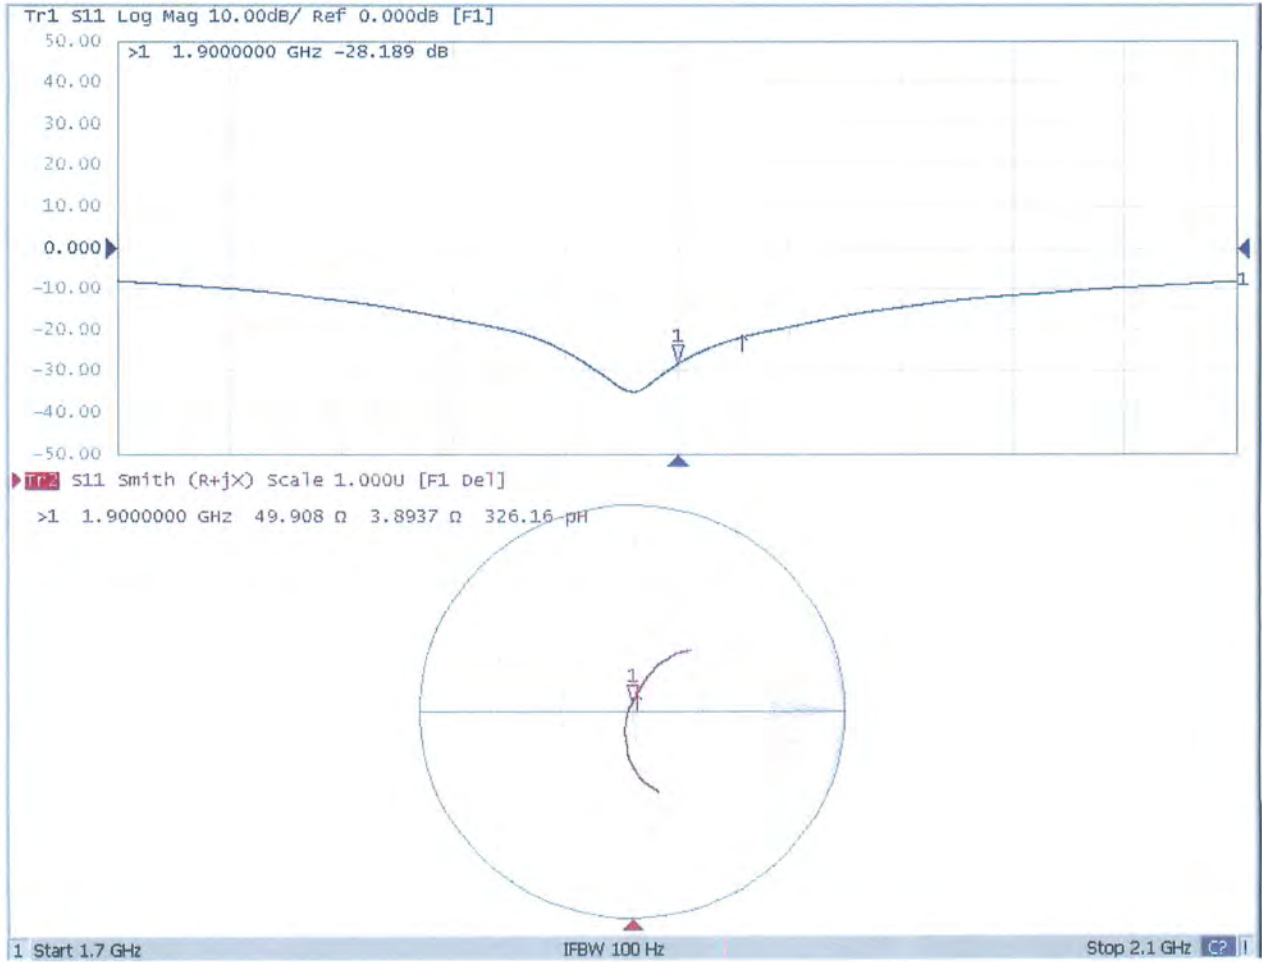 Tr1 S11 Log Mag 10.00dB/ Ref 0.000dB [F1]
50.00
>1 1.9000000 GHz -28.189 dB
40.00
30.00
20.00
10.00
0.000
-10.00
1
-20.00
1
-30.00
-40.00
-50.00
Tr2 S11 Smith (R+jX) Scale 1.000U [F1 Del]
>1 1.9000000 GHz 49.908 Ω 3.8937 Ω 326.16 pH
1
1 Start 1.7 GHz IFBW 100 Hz Stop 2.1 GHz C? !